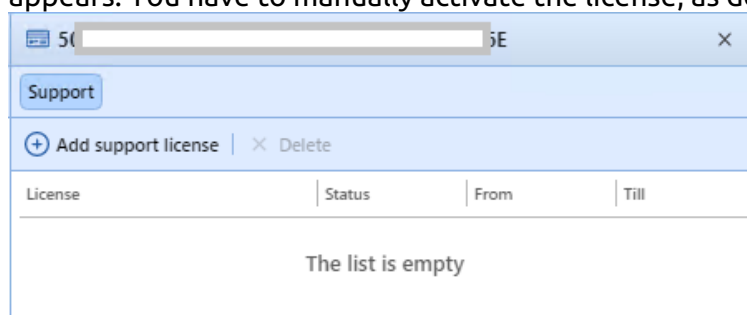 appears. You have to manually activate the license, as
50 5E
Support
Add support license Delete
License Status From Till
The list is empty